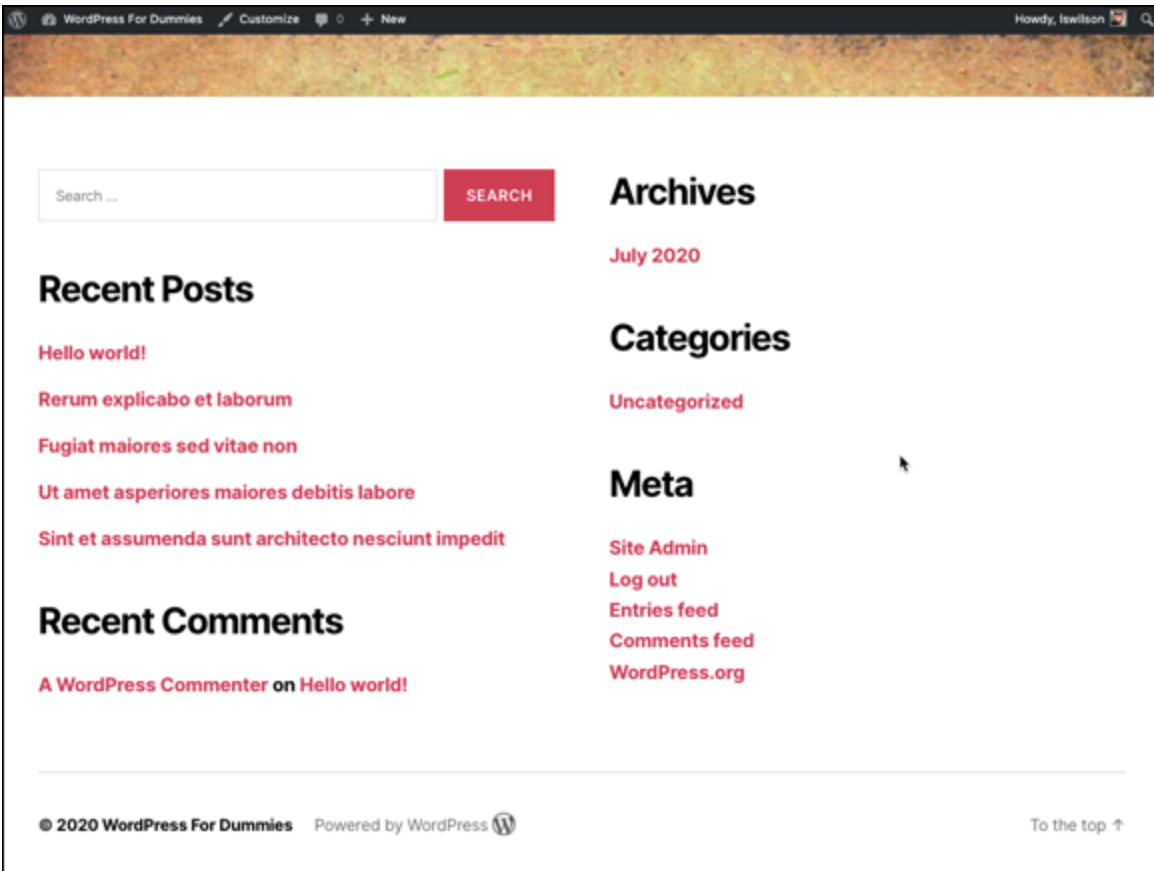 WordPress For Dummies Customize 0 New Howdy, lswilson
Search ...
SEARCH
Recent Posts
Hello world!
Rerum explicabo et laborum
Fugiat maiores sed vitae non
Ut amet asperiores maiores debitis labore
Sint et assumenda sunt architecto nesciunt impedit
Recent Comments
A WordPress Commenter on Hello world!
Archives
July 2020
Categories
Uncategorized
Meta
Site Admin
Log out
Entries feed
Comments feed
WordPress.org
© 2020 WordPress For Dummies Powered by WordPress To the top ↑